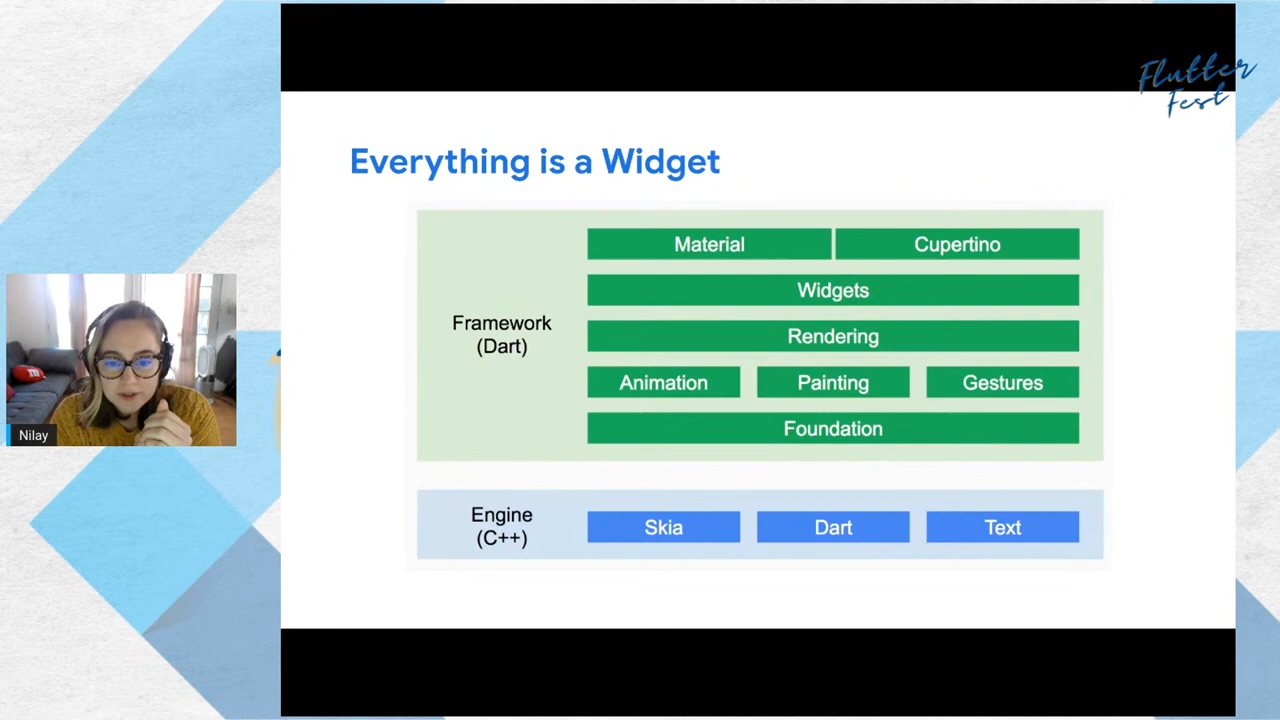 Flutter
Fest
Everything is a Widget
Framework
(Dart)
Material
Cupertino
Widgets
Rendering
Animation
Painting
Gestures
Foundation
Engine
(C++)
Skia
Dart
Text
Nilay